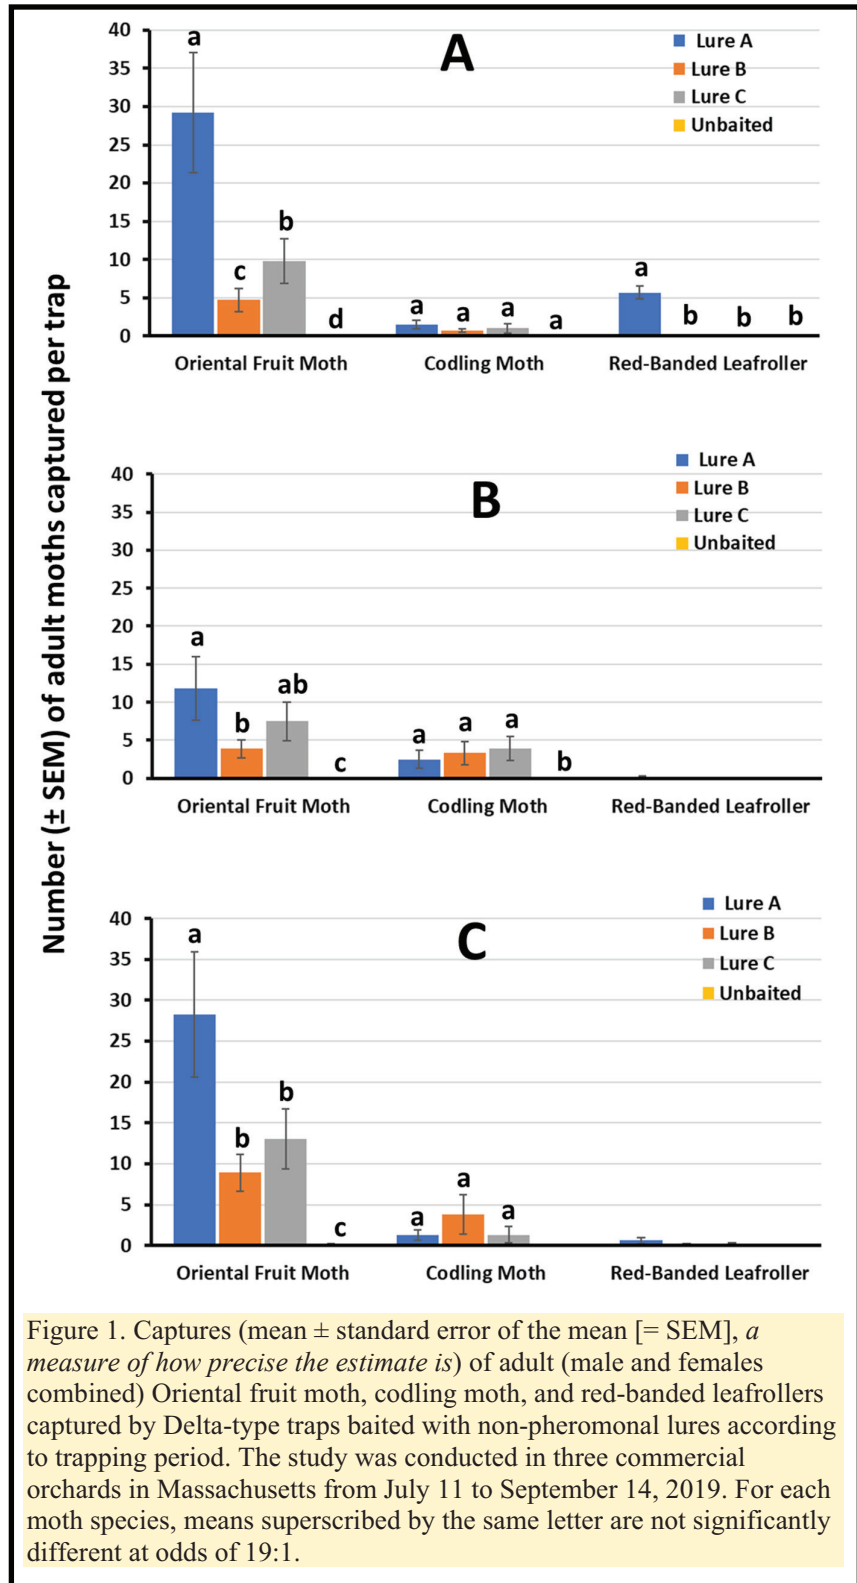 Number (± SEM) of adult moths captured per trap
A
Lure A
Lure B
Lure C
Unbaited
40
35
30
25
20
15
10
5
0
a
c
b
d
a
a
a
a
a
b
b
b
Oriental Fruit Moth
Codling Moth
Red-Banded Leafroller
B
Lure A
Lure B
Lure C
Unbaited
40
35
30
25
20
15
10
5
0
a
b
ab
c
a
a
a
b
Oriental Fruit Moth
Codling Moth
Red-Banded Leafroller
C
Lure A
Lure B
Lure C
Unbaited
40
35
30
25
20
15
10
5
0
a
b
b
c
a
a
a
Oriental Fruit Moth
Codling Moth
Red-Banded Leafroller
Figure 1. Captures (mean ± standard error of the mean [= SEM], a
measure of how precise the estimate is) of adult (male and females
combined) Oriental fruit moth, codling moth, and red-banded leafrollers
captured by Delta-type traps baited with non-pheromonal lures according
to trapping period. The study was conducted in three commercial
orchards in Massachusetts from July 11 to September 14, 2019. For each
moth species, means superscribed by the same letter are not significantly
different at odds of 19:1.